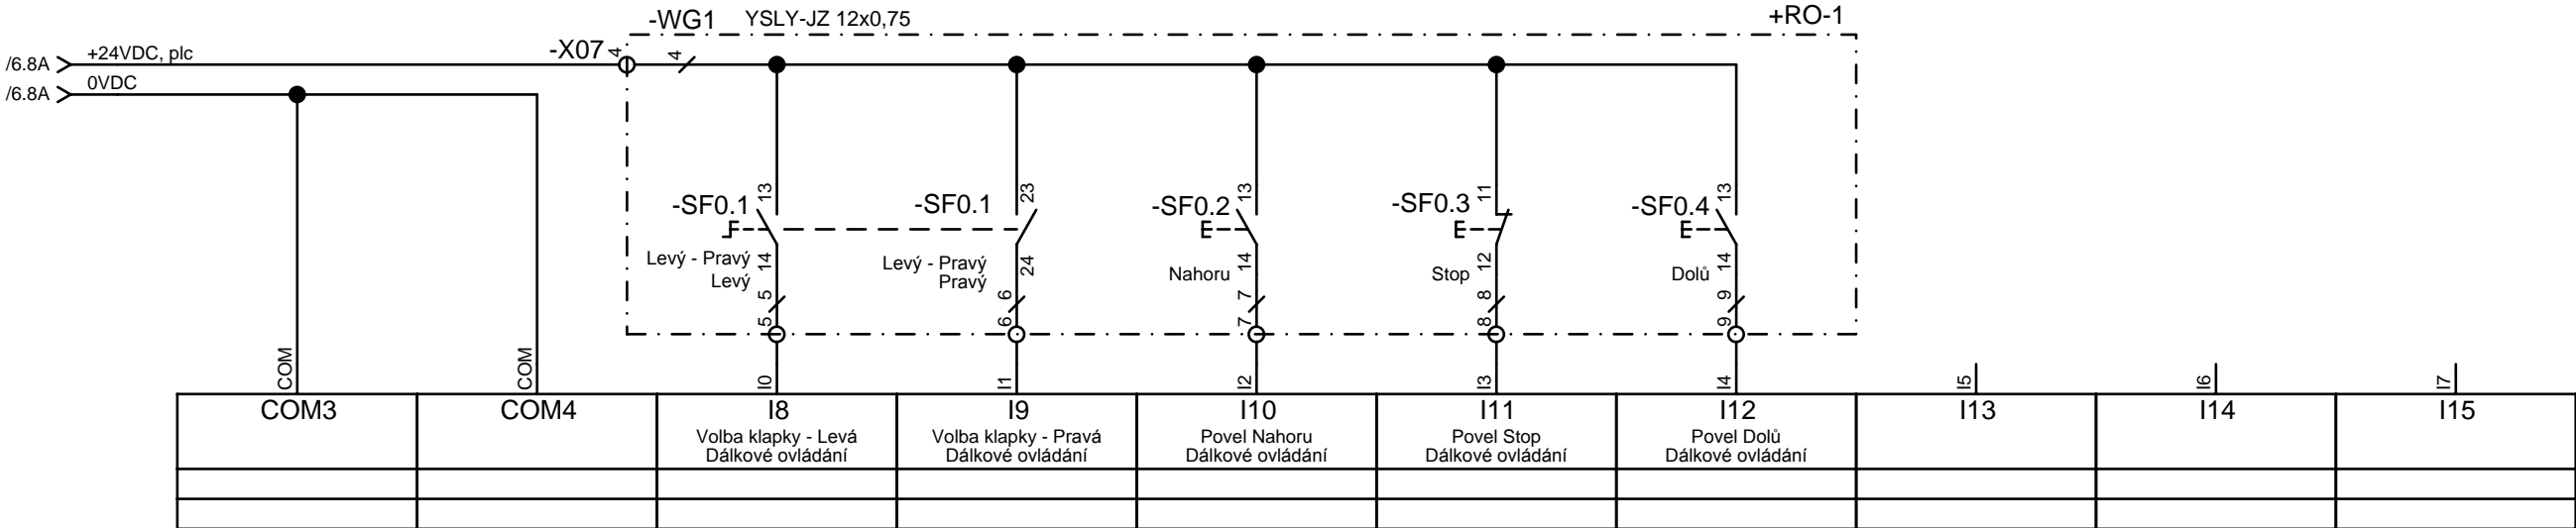 -WG1 YSLY-JZ 12x0,75 +RO-1
/6.8A +24VDC, plc -X07 4 4
/6.8A 0VDC
13 23 13 11 13
-SF0.1 -SF0.1 -SF0.2 -SF0.3 -SF0.4
Levý - Pravý 14 Levý - Pravý 24 14 12 14
Levý Pravý Nahoru Stop Dolů
5 6 7 8 9
5 6 7 8 9
COM COM I0 I1 I2 I3 I4 I5 I6 I7
COM3 COM4 I8 I9 I10 I11 I12 I13 I14 I15
Volba klapky - Levá Volba klapky - Pravá Povel Nahoru Povel Stop Povel Dolů
Dálkové ovládání Dálkové ovládání Dálkové ovládání Dálkové ovládání Dálkové ovládání